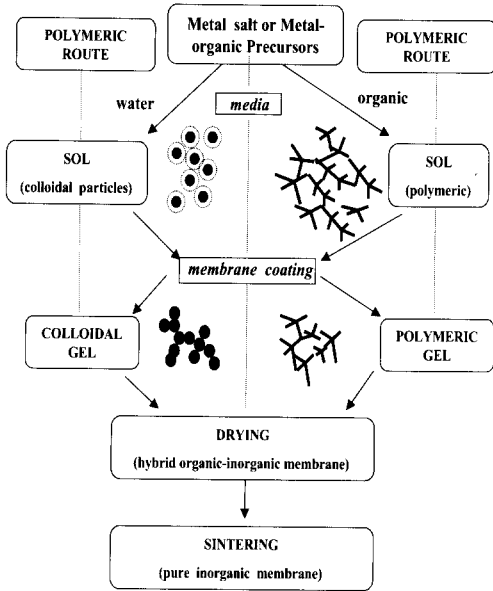 POLYMERIC
ROUTE
Metal salt or Metal-
organic Precursors
POLYMERIC
ROUTE
water
media
organic
SOL
(colloidal particles)
SOL
(polymeric)
membrane coating
COLLOIDAL
GEL
POLYMERIC
GEL
DRYING
(hybrid organic-inorganic membrane)
SINTERING
(pure inorganic membrane)